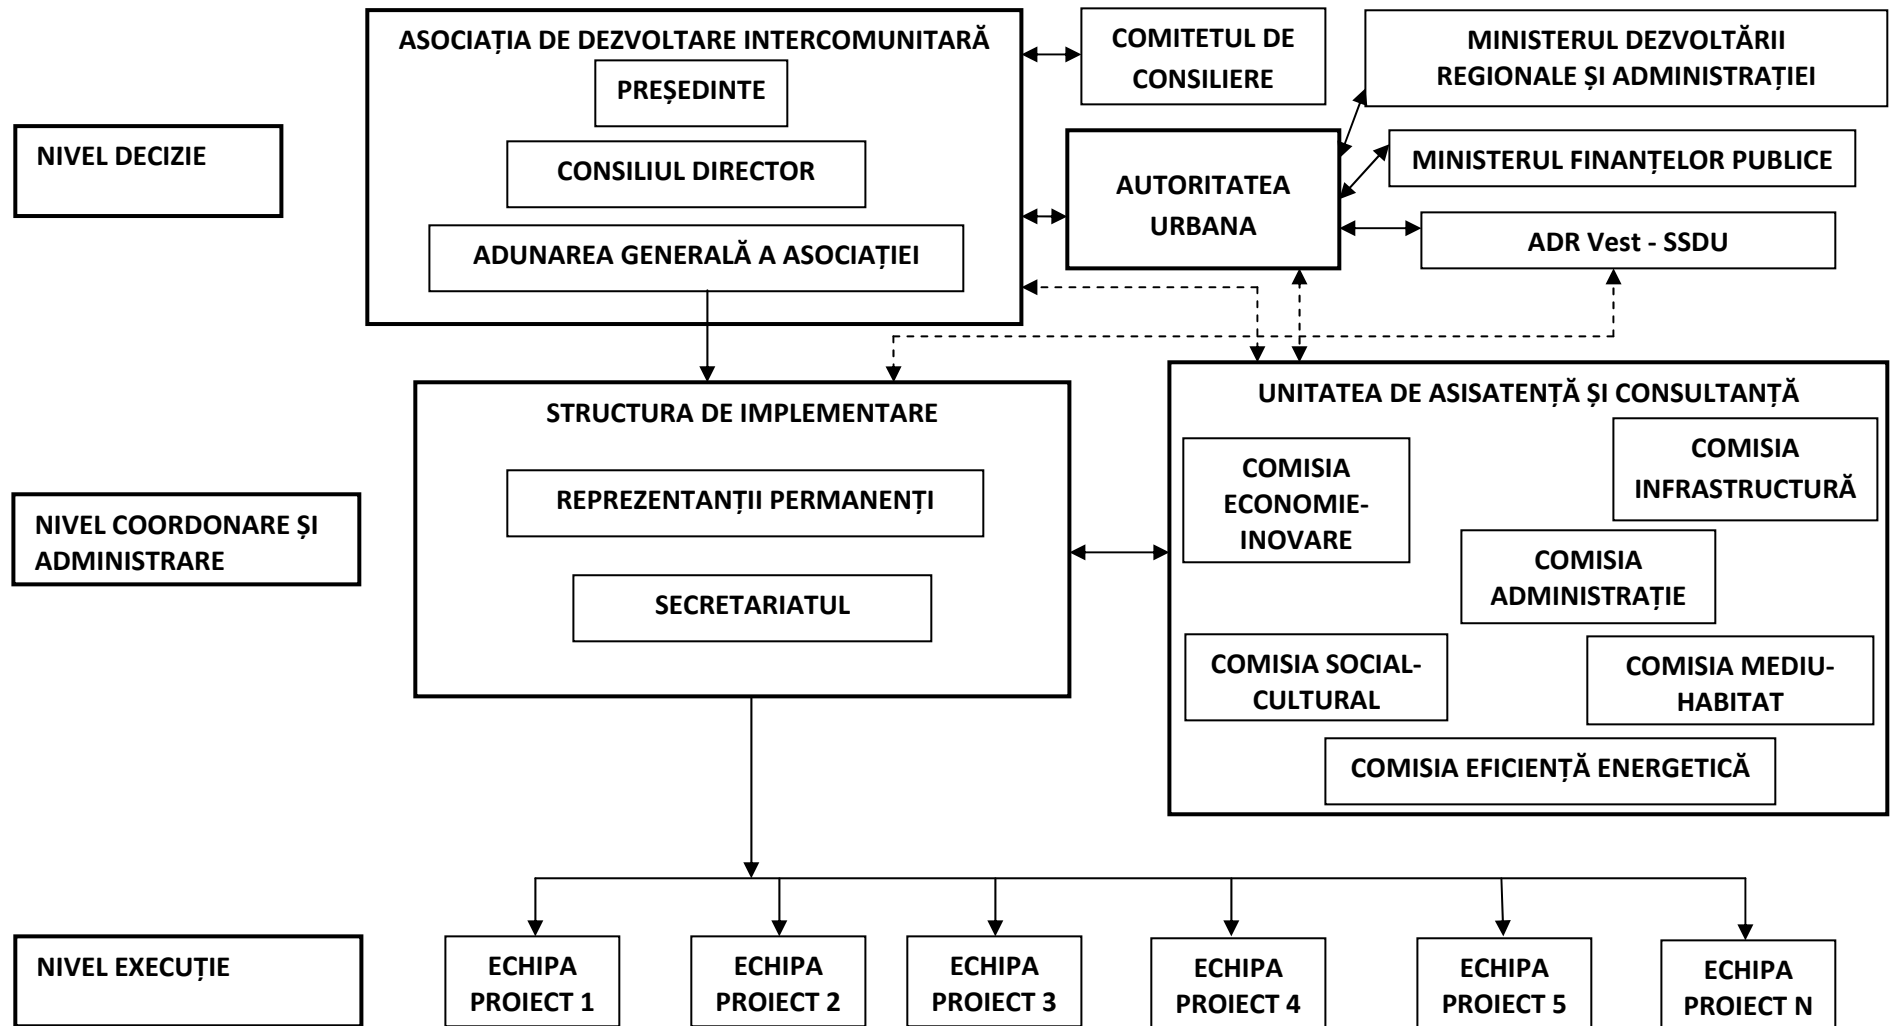 ASOCIAȚIA DE DEZVOLTARE INTERCOMUNITARĂ
PREȘEDINTE
CONSILIUL DIRECTOR
ADUNAREA GENERALĂ A ASOCIAȚIEI
COMITETUL DE
CONSILIERE
MINISTERUL DEZVOLTĂRII
REGIONALE ȘI ADMINISTRAȚIEI
NIVEL DECIZIE
AUTORITATEA
URBANA
MINISTERUL FINANȚELOR PUBLICE
ADR Vest - SSDU
STRUCTURA DE IMPLEMENTARE
REPREZENTANȚII PERMANENȚI
SECRETARIATUL
NIVEL COORDONARE ȘI
ADMINISTRARE
UNITATEA DE ASISATENȚĂ ȘI CONSULTANȚĂ
COMISIA
ECONOMIE-
INOVARE
COMISIA
INFRASTRUCTURĂ
COMISIA
ADMINISTRAȚIE
COMISIA SOCIAL-
CULTURAL
COMISIA MEDIU-
HABITAT
COMISIA EFICIENȚĂ ENERGETICĂ
NIVEL EXECUȚIE
ECHIPA
PROIECT 1
ECHIPA
PROIECT 2
ECHIPA
PROIECT 3
ECHIPA
PROIECT 4
ECHIPA
PROIECT 5
ECHIPA
PROIECT N